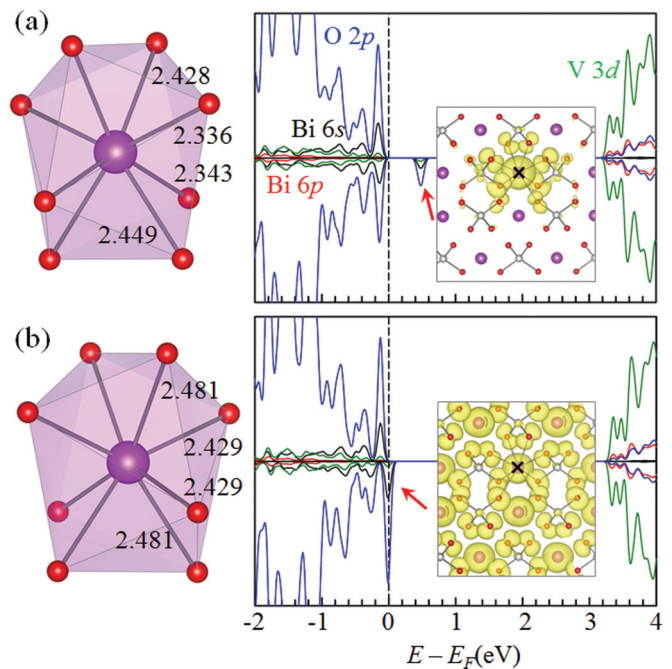 (a)
2.428
2.336
2.343
2.449
O 2p
V 3d
Bi 6s
Bi 6p
(b)
2.481
2.429
2.429
2.481
−2 −1 0 1 2 3 4
E − E_F(eV)